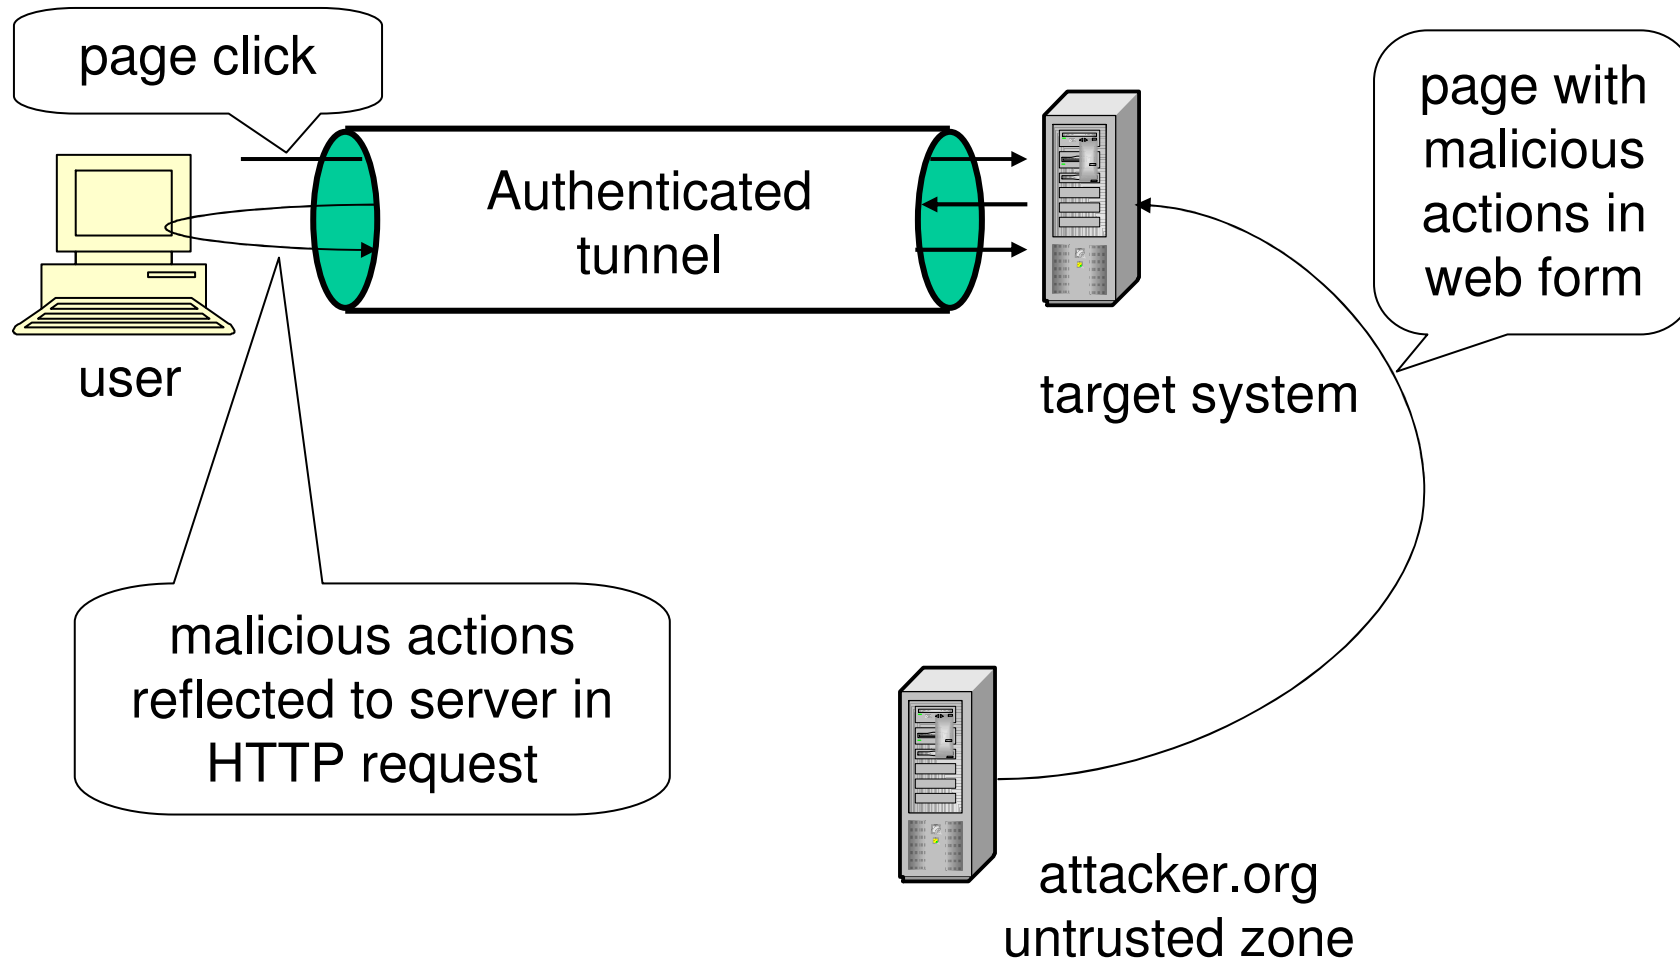 page click
page with
malicious
actions in
web form
Authenticated
tunnel
user
target system
malicious actions
reflected to server in
HTTP request
attacker.org
untrusted zone